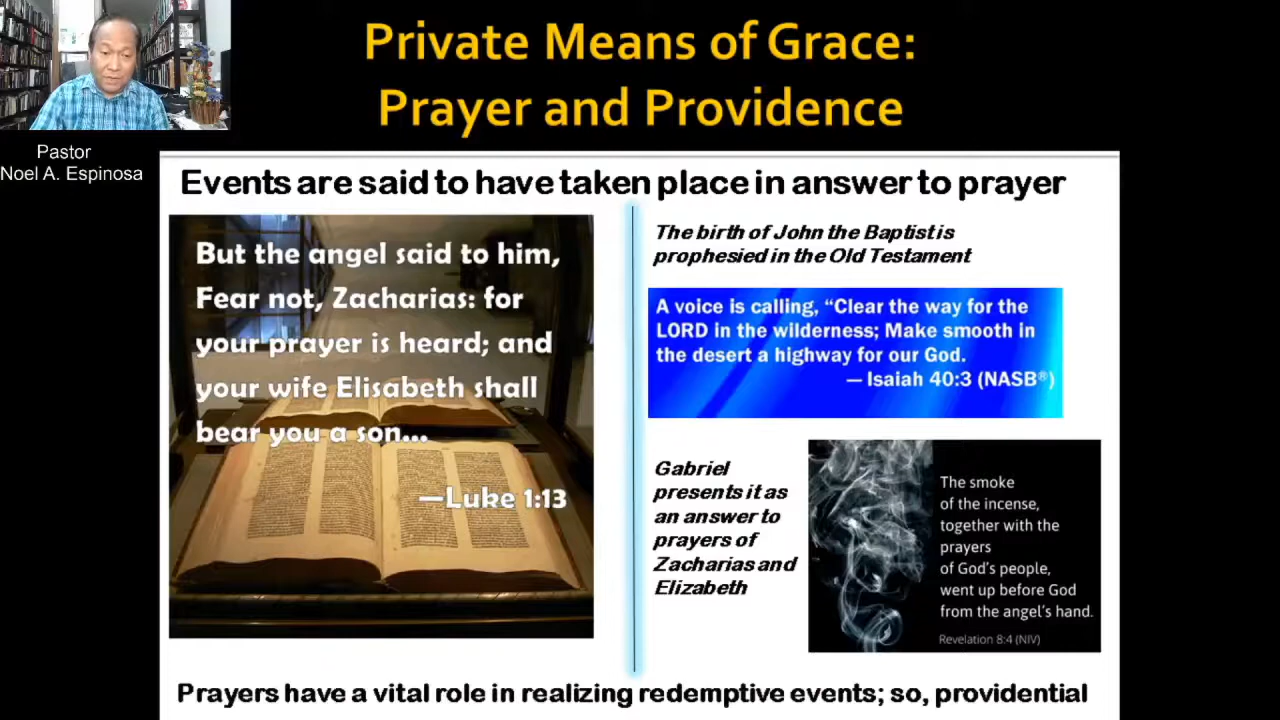 Private Means of Grace:
Prayer and Providence
Pastor
Noel A. Espinosa
Events are said to have taken place in answer to prayer
But the angel said to him,
Fear not, Zacharias: for
your prayer is heard; and
your wife Elisabeth shall
bear you a son...
—Luke 1:13
The birth of John the Baptist is
prophesied in the Old Testament
A voice is calling, “Clear the way for the
LORD in the wilderness; Make smooth in
the desert a highway for our God.
— Isaiah 40:3 (NASB®)
Gabriel
presents it as
an answer to
prayers of
Zacharias and
Elizabeth
The smoke
of the incense,
together with the
prayers
of God's people,
went up before God
from the angel's hand.
Revelation 8:4 (NIV)
Prayers have a vital role in realizing redemptive events; so, providential